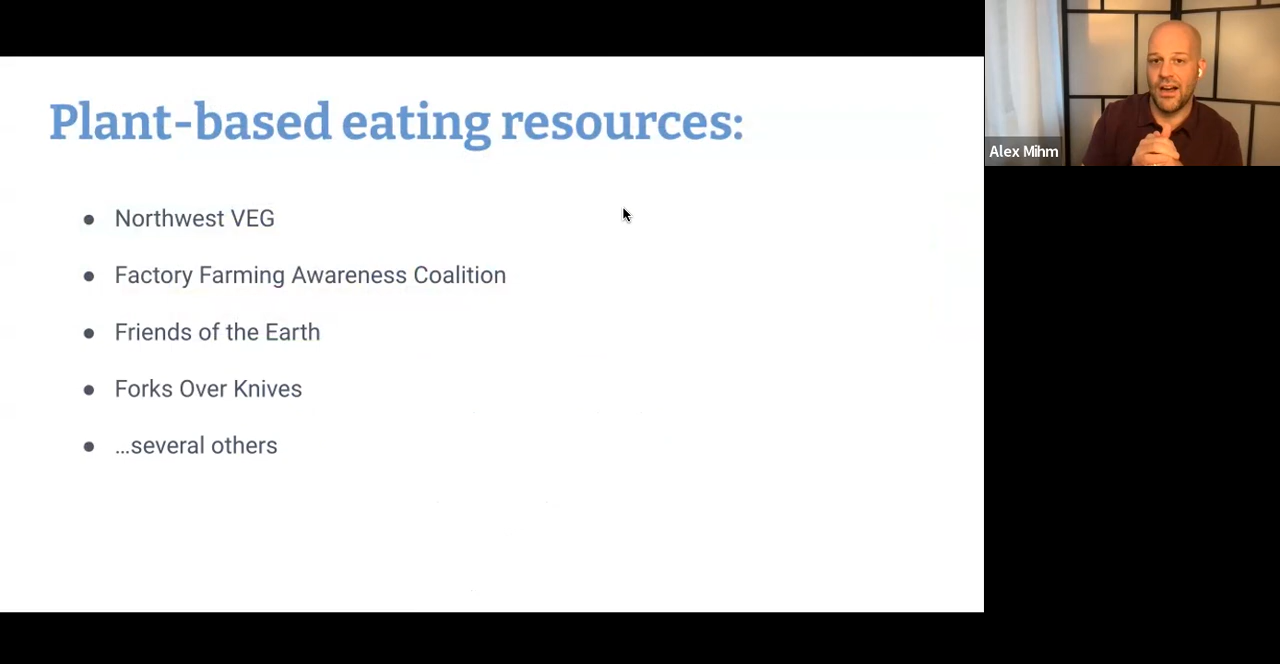 Plant-based eating resources:
● Northwest VEG
● Factory Farming Awareness Coalition
● Friends of the Earth
● Forks Over Knives
● ...several others
Alex Mihm